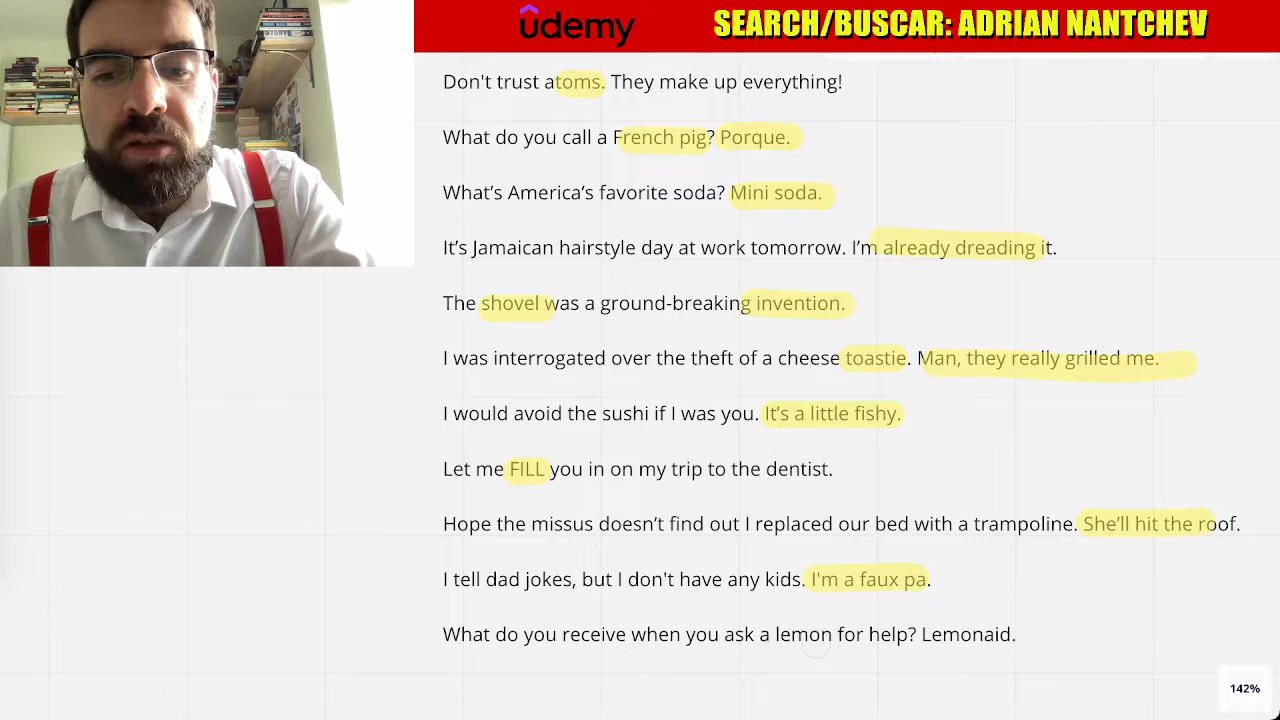 udemy
SEARCH/BUSCAR: ADRIAN NANTCHEV
Don't trust atoms. They make up everything!
What do you call a French pig? Porque.
What’s America’s favorite soda? Mini soda.
It’s Jamaican hairstyle day at work tomorrow. I’m already dreading it.
The shovel was a ground-breaking invention.
I was interrogated over the theft of a cheese toastie. Man, they really grilled me.
I would avoid the sushi if I was you. It’s a little fishy.
Let me FILL you in on my trip to the dentist.
Hope the missus doesn’t find out I replaced our bed with a trampoline. She’ll hit the roof.
I tell dad jokes, but I don't have any kids. I'm a faux pa.
What do you receive when you ask a lemon for help? Lemonaid.
142%